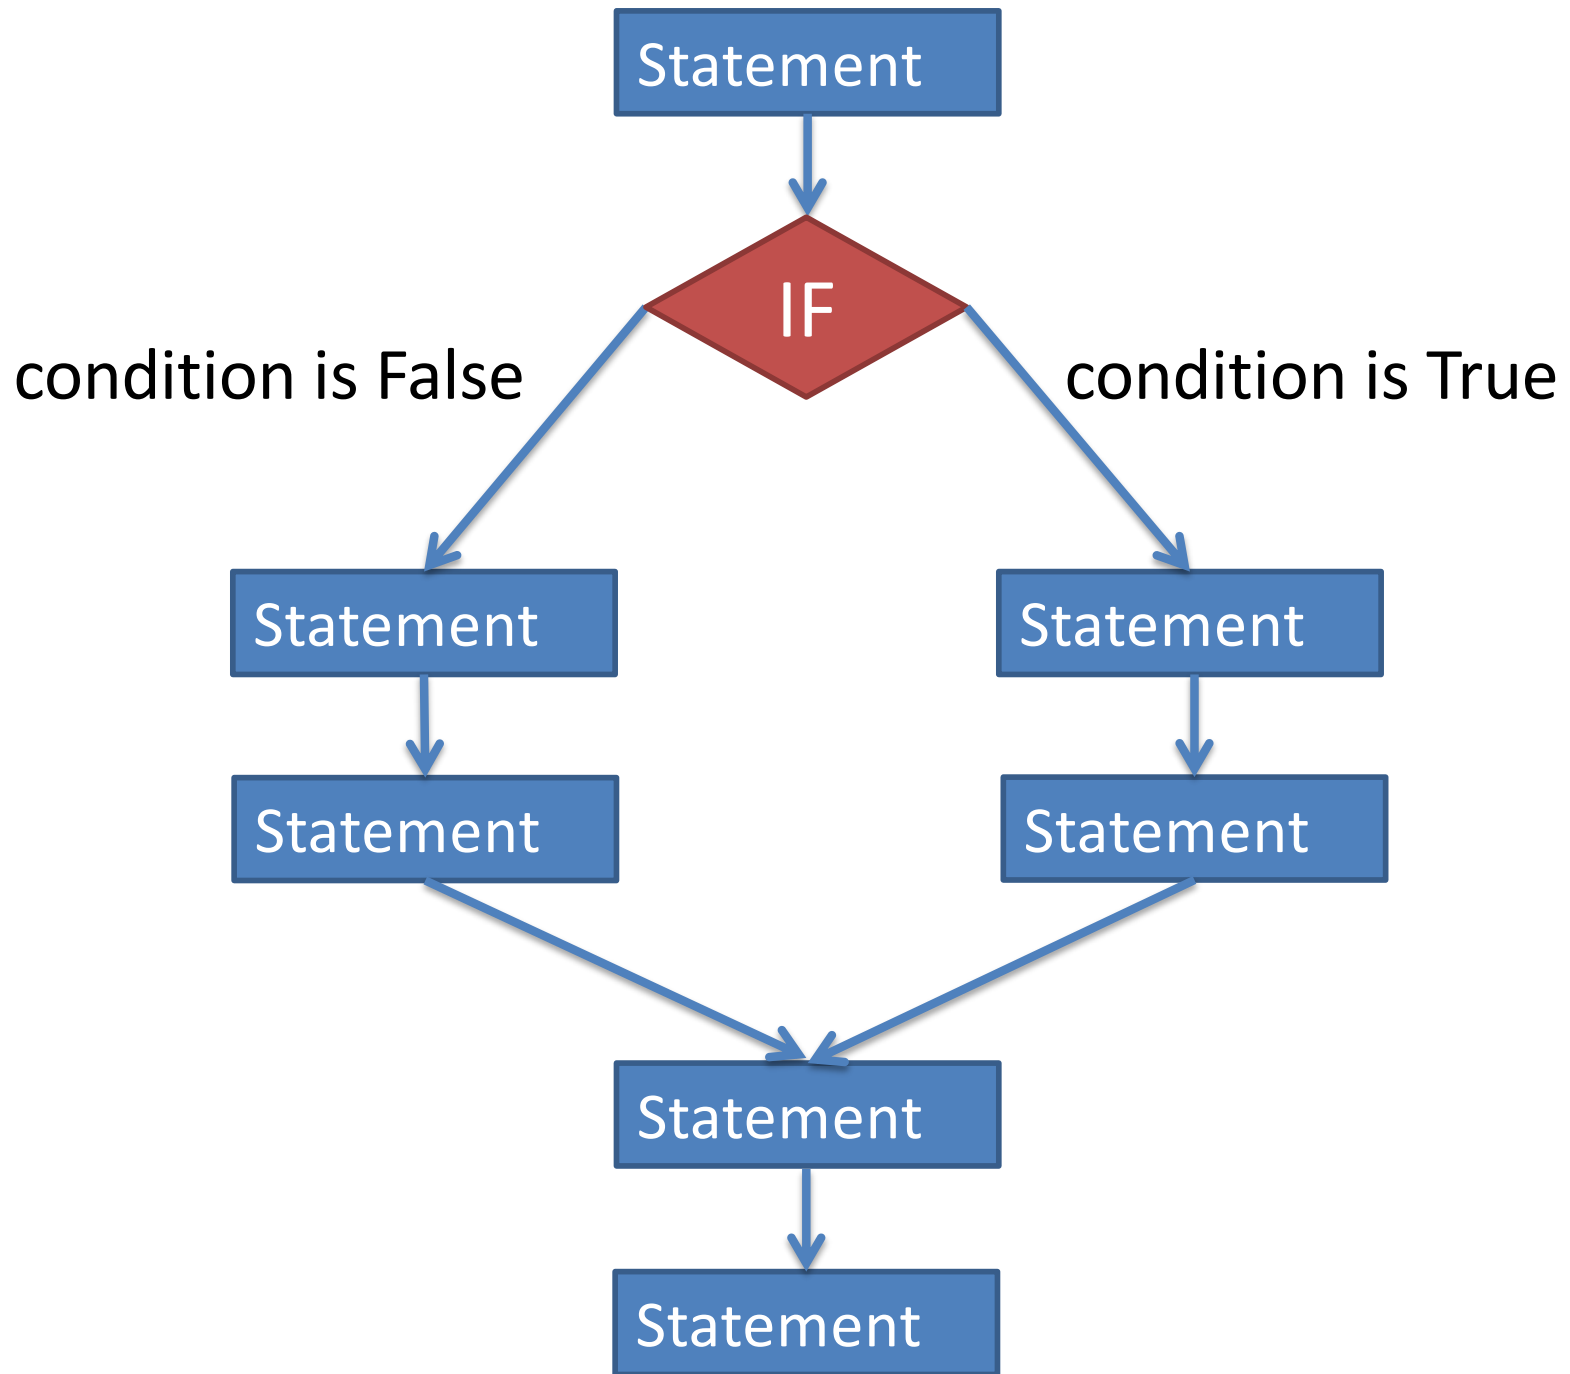 Statement
IF
condition is False
condition is True
Statement
Statement
Statement
Statement
Statement
Statement